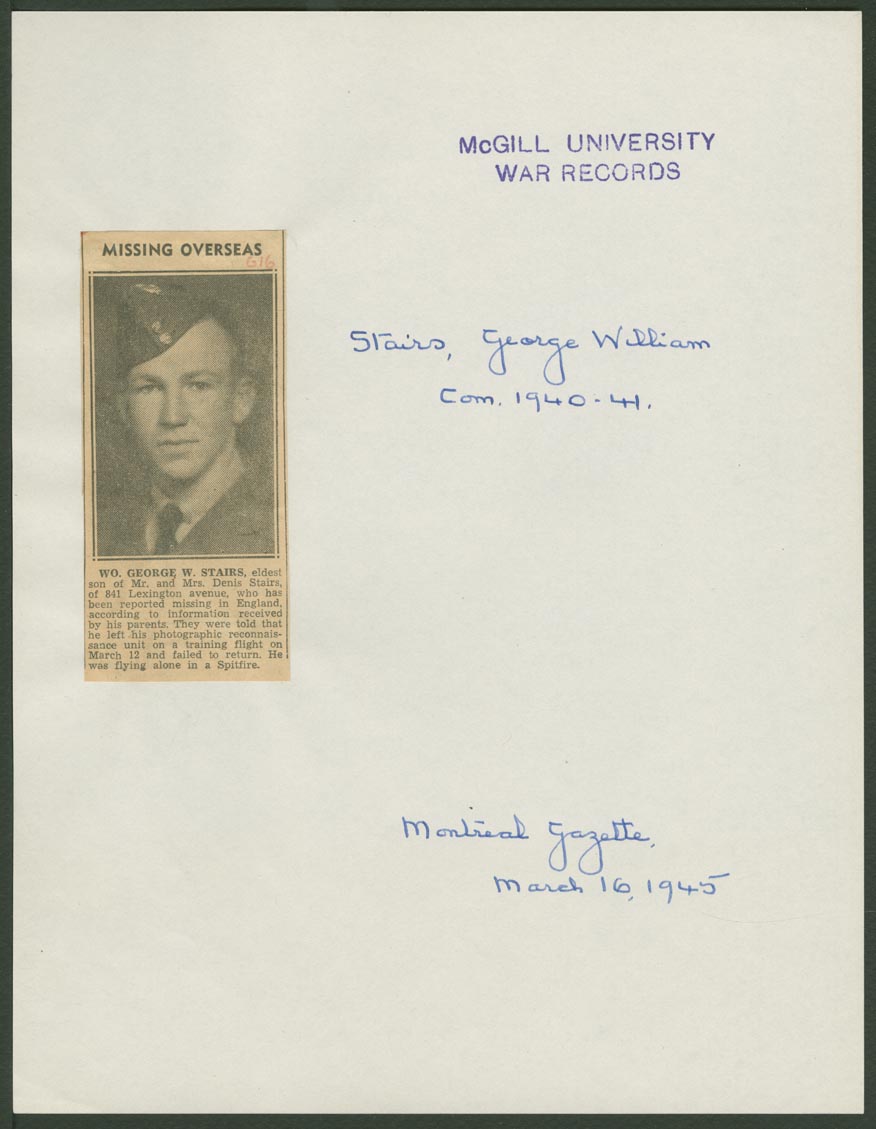 McGILL UNIVERSITY
WAR RECORDS
MISSING OVERSEAS
616
Stairs, George William
Com. 1940-41.
WO. GEORGE W. STAIRS, eldest
son of Mr. and Mrs. Denis Stairs,
of 841 Lexington avenue, who has
been reported missing in England,
according to information received
by his parents. They were told that
he left his photographic reconnais-
sance unit on a training flight on
March 12 and failed to return. He
was flying alone in a Spitfire.
Montreal Gazette,
March 16, 1945